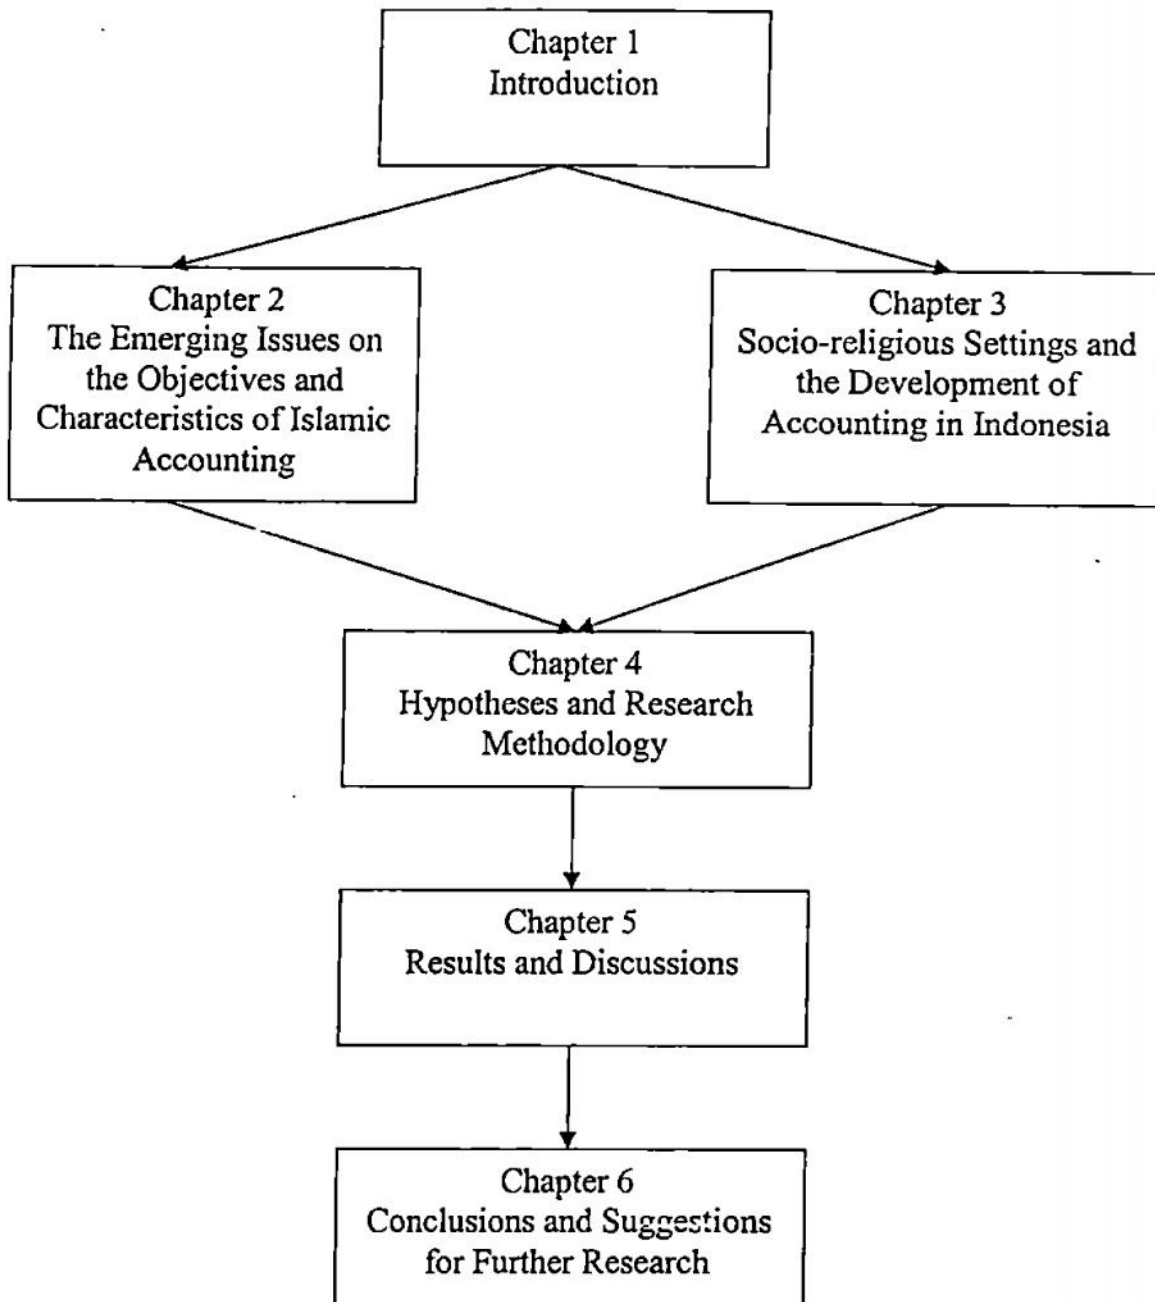 Chapter 1
Introduction
Chapter 2
The Emerging Issues on
the Objectives and
Characteristics of Islamic
Accounting
Chapter 3
Socio-religious Settings and
the Development of
Accounting in Indonesia
Chapter 4
Hypotheses and Research
Methodology
Chapter 5
Results and Discussions
Chapter 6
Conclusions and Suggestions
for Further Research